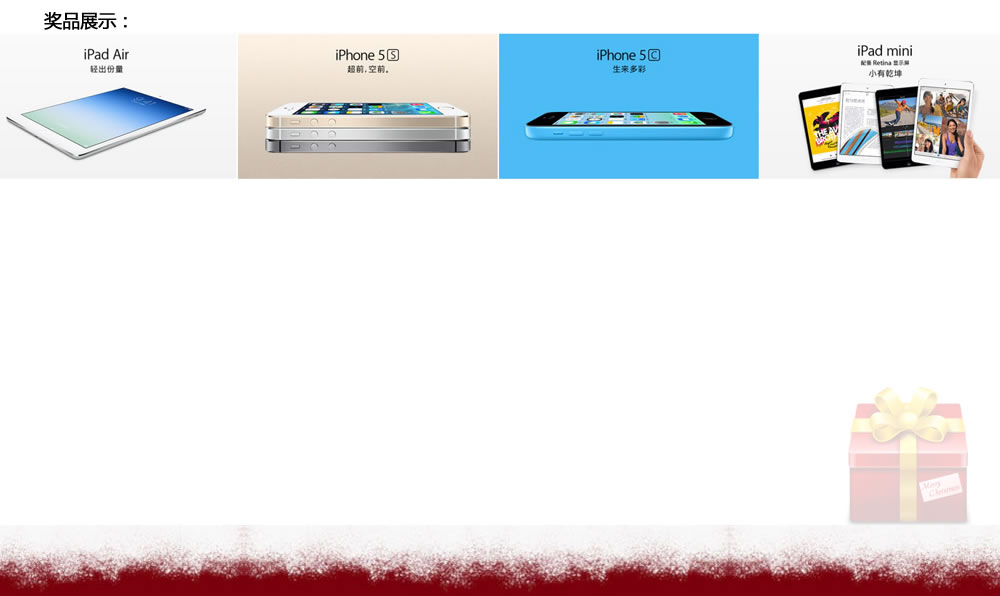 奖品展示：
iPad Air
轻出份量
iPhone 5S
超前.空前。
iPhone 5C
生来多彩
iPad mini
配备 Retina 显示屏
小有乾坤
Merry
Christmas